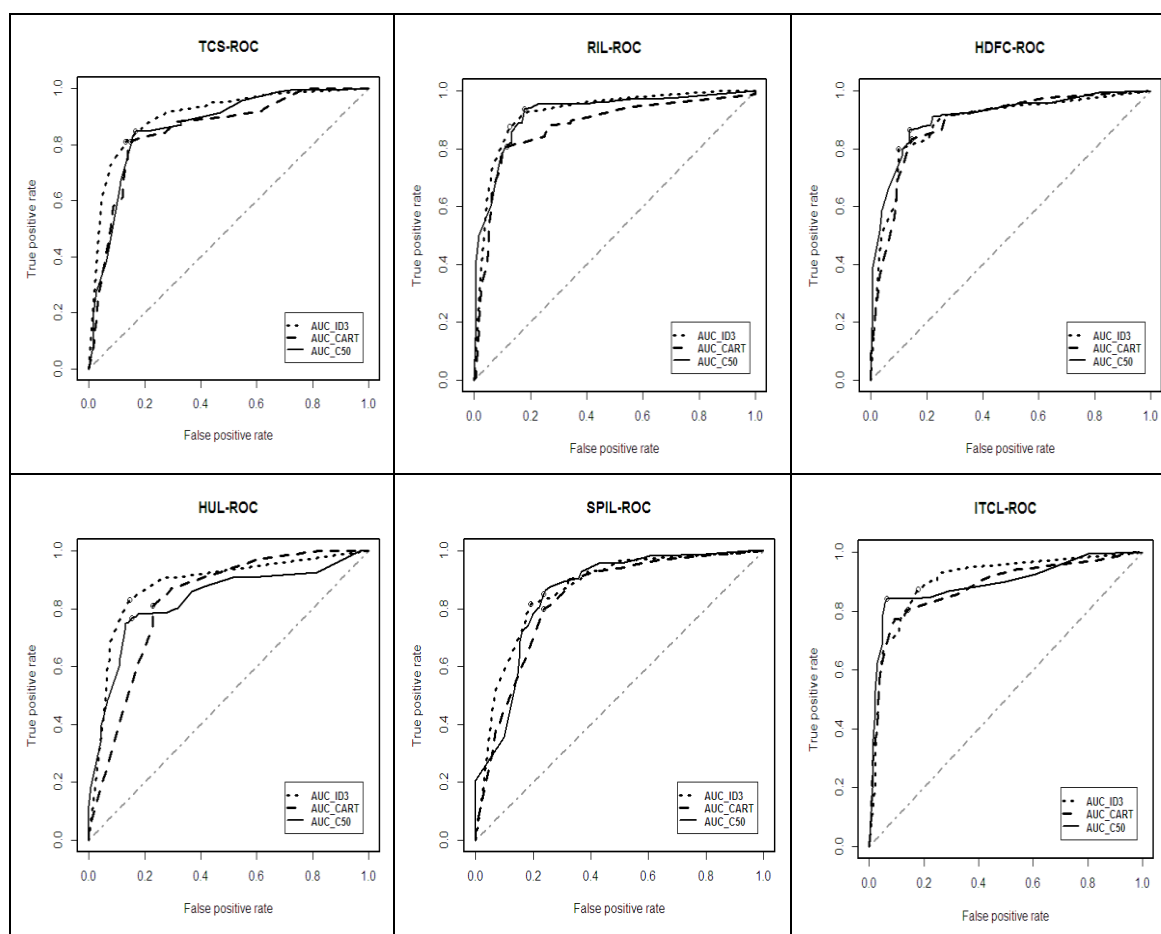 TCS-ROC
True positive rate
0.0 0.2 0.4 0.6 0.8 1.0
AUC_ID3
AUC_CART
AUC_C50
0.0 0.2 0.4 0.6 0.8 1.0
False positive rate
RIL-ROC
True positive rate
0.0 0.2 0.4 0.6 0.8 1.0
AUC_ID3
AUC_CART
AUC_C50
0.0 0.2 0.4 0.6 0.8 1.0
False positive rate
HDFC-ROC
True positive rate
0.0 0.2 0.4 0.6 0.8 1.0
AUC_ID3
AUC_CART
AUC_C50
0.0 0.2 0.4 0.6 0.8 1.0
False positive rate
HUL-ROC
True positive rate
0.0 0.2 0.4 0.6 0.8 1.0
AUC_ID3
AUC_CART
AUC_C50
0.0 0.2 0.4 0.6 0.8 1.0
False positive rate
SPIL-ROC
True positive rate
0.0 0.2 0.4 0.6 0.8 1.0
AUC_ID3
AUC_CART
AUC_C50
0.0 0.2 0.4 0.6 0.8 1.0
False positive rate
ITCL-ROC
True positive rate
0.0 0.2 0.4 0.6 0.8 1.0
AUC_ID3
AUC_CART
AUC_C50
0.0 0.2 0.4 0.6 0.8 1.0
False positive rate